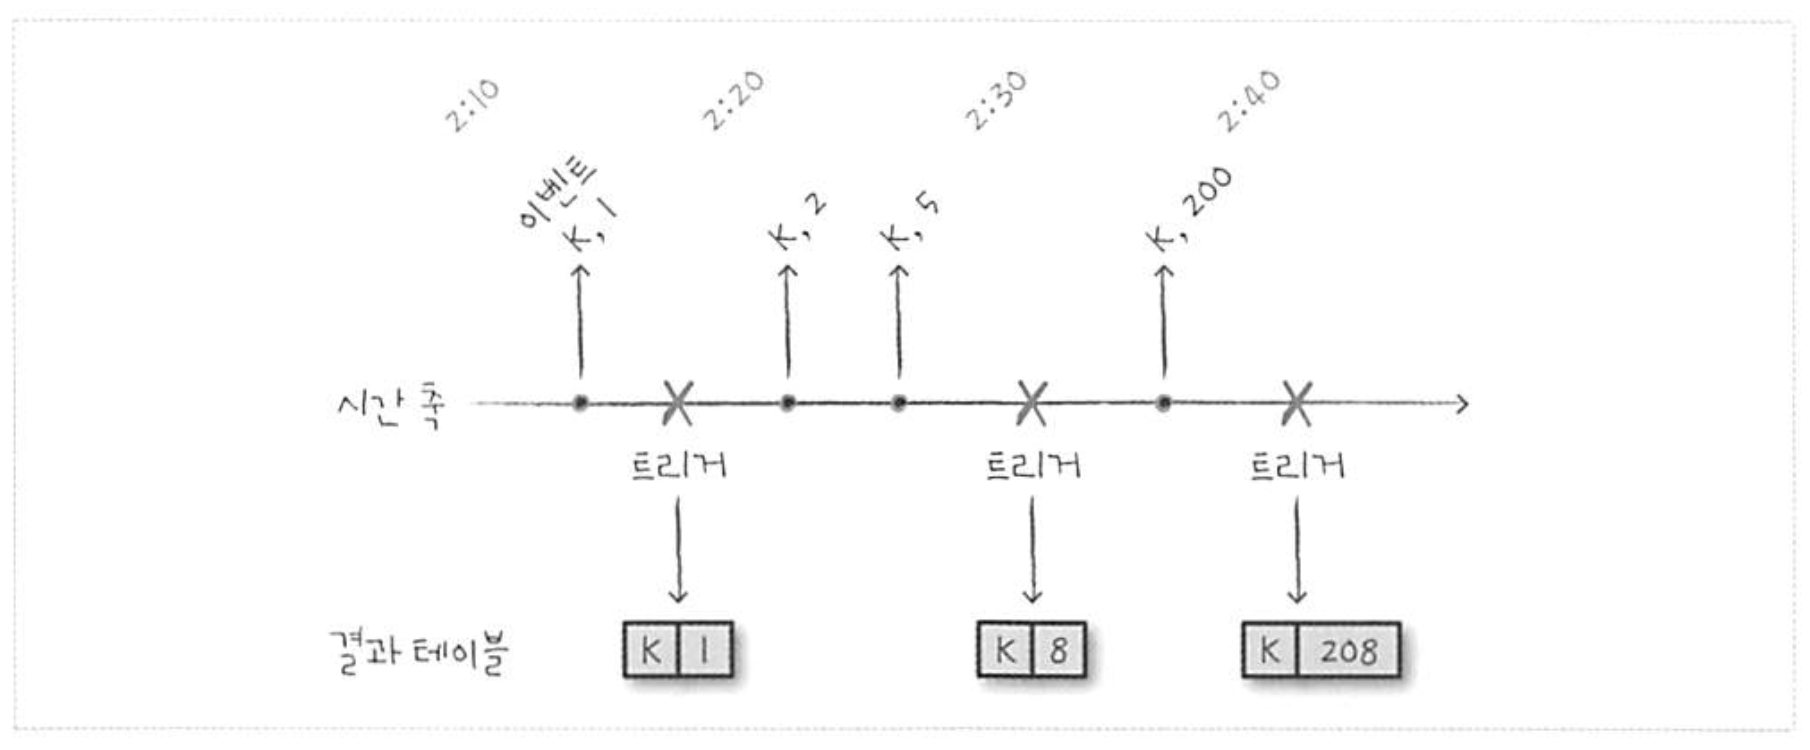 2:10 2:20 2:30 2:40
이벤트
K, 1 K, 2 K, 5 K, 200
시간 축
트리거 트리거 트리거
결과 테이블 K 1 K 8 K 208